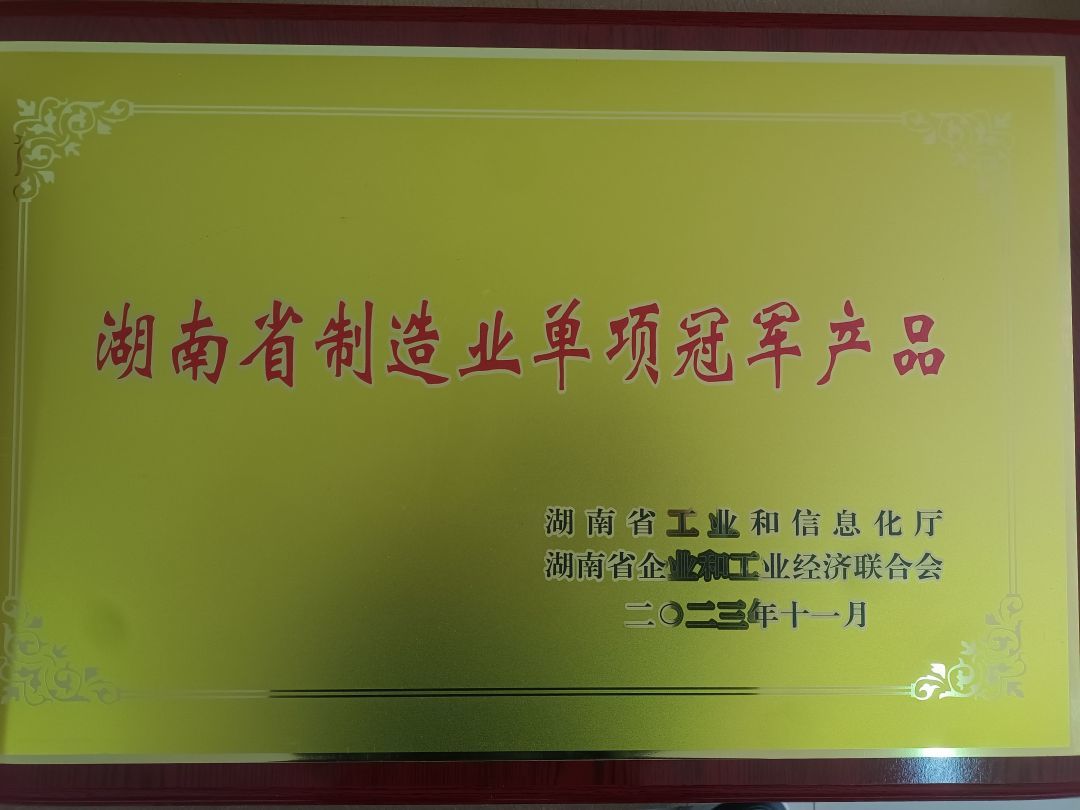 湖南省制造业单项冠军产品
湖南省工业和信息化厅
湖南省企业和工业经济联合会
二〇二三年十一月